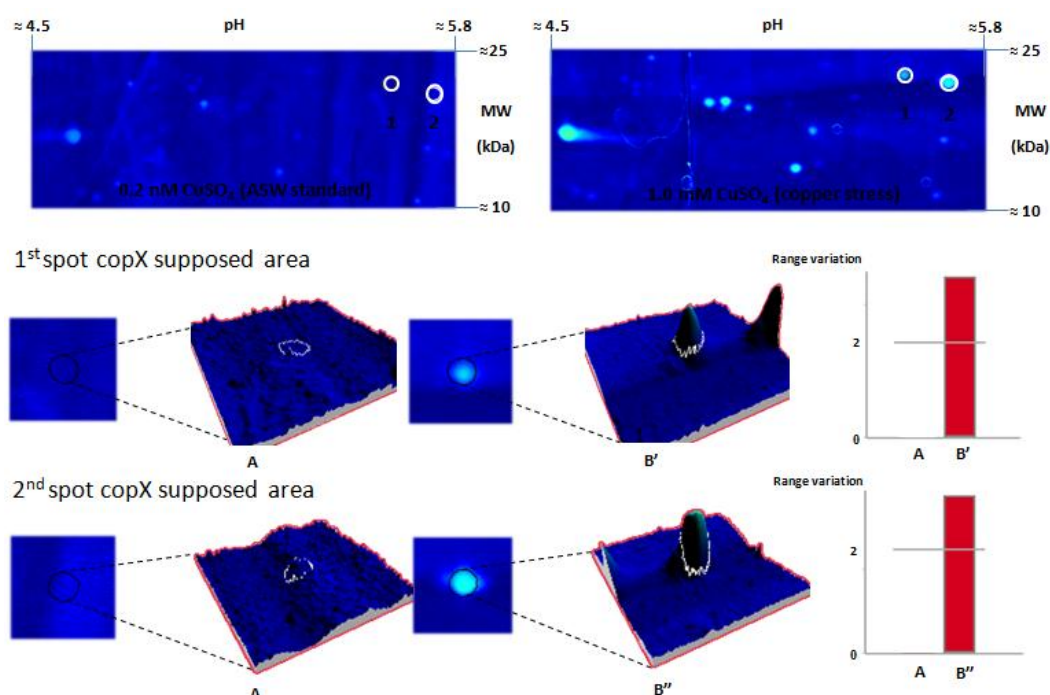 ≈ 4.5 pH ≈ 5.8 ≈ 4.5 pH ≈ 5.8
≈ 25 ≈ 25
1 2 MW (kDa) 1 2 MW (kDa)
0.2 nM CuSO₄ (ASW standard) 1.0 mM CuSO₄ (copper stress)
≈ 10 ≈ 10
1st spot copX supposed area
Range variation
2
0
A B' A B'
2nd spot copX supposed area
Range variation
2
0
A B" A B"